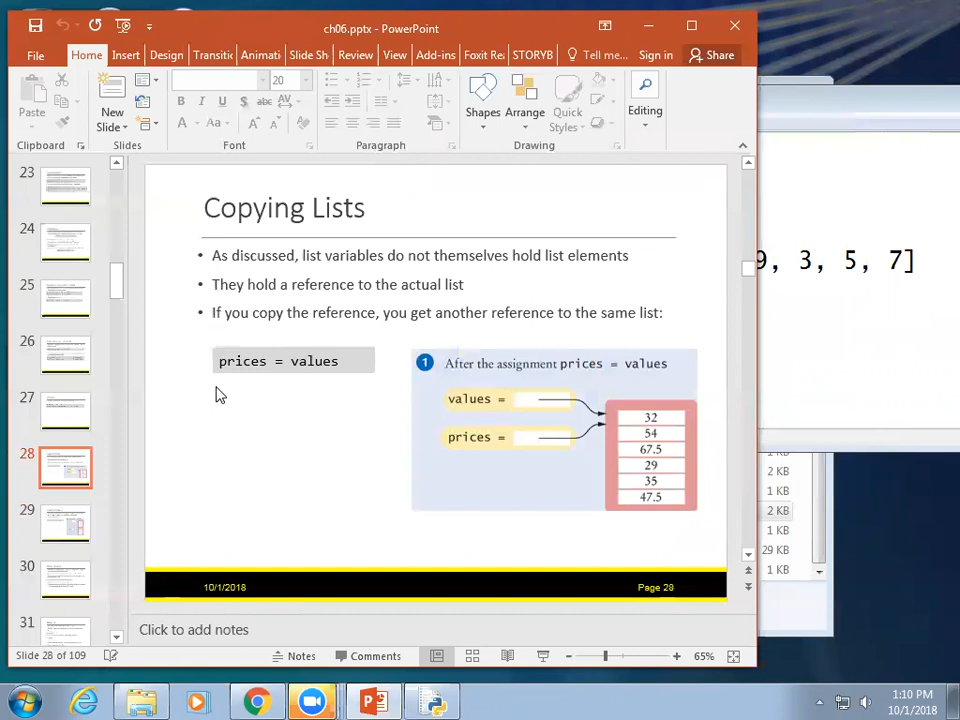 ch06.pptx - PowerPoint
File Home Insert Design Transitic Animati Slide Sh Review View Add-ins Foxit Rea STORYB Tell me... Sign in Share
20
Paste
New
Slide
B I U S abc AV
A Aa A A
Shapes Arrange Quick
Styles
Editing
Clipboard Slides Font Paragraph Drawing
23
24
25
26
27
28
29
30
31
Copying Lists
• As discussed, list variables do not themselves hold list elements
• They hold a reference to the actual list
• If you copy the reference, you get another reference to the same list:
prices = values
1 After the assignment prices = values
values =
prices =
32
54
67.5
29
35
47.5
10/1/2018 Page 28
Click to add notes
Slide 28 of 109 Notes Comments 65%
9, 3, 5, 7]
2 KB
1 KB
1 KB
2 KB
1 KB
29 KB
1 KB
1:10 PM
10/1/2018